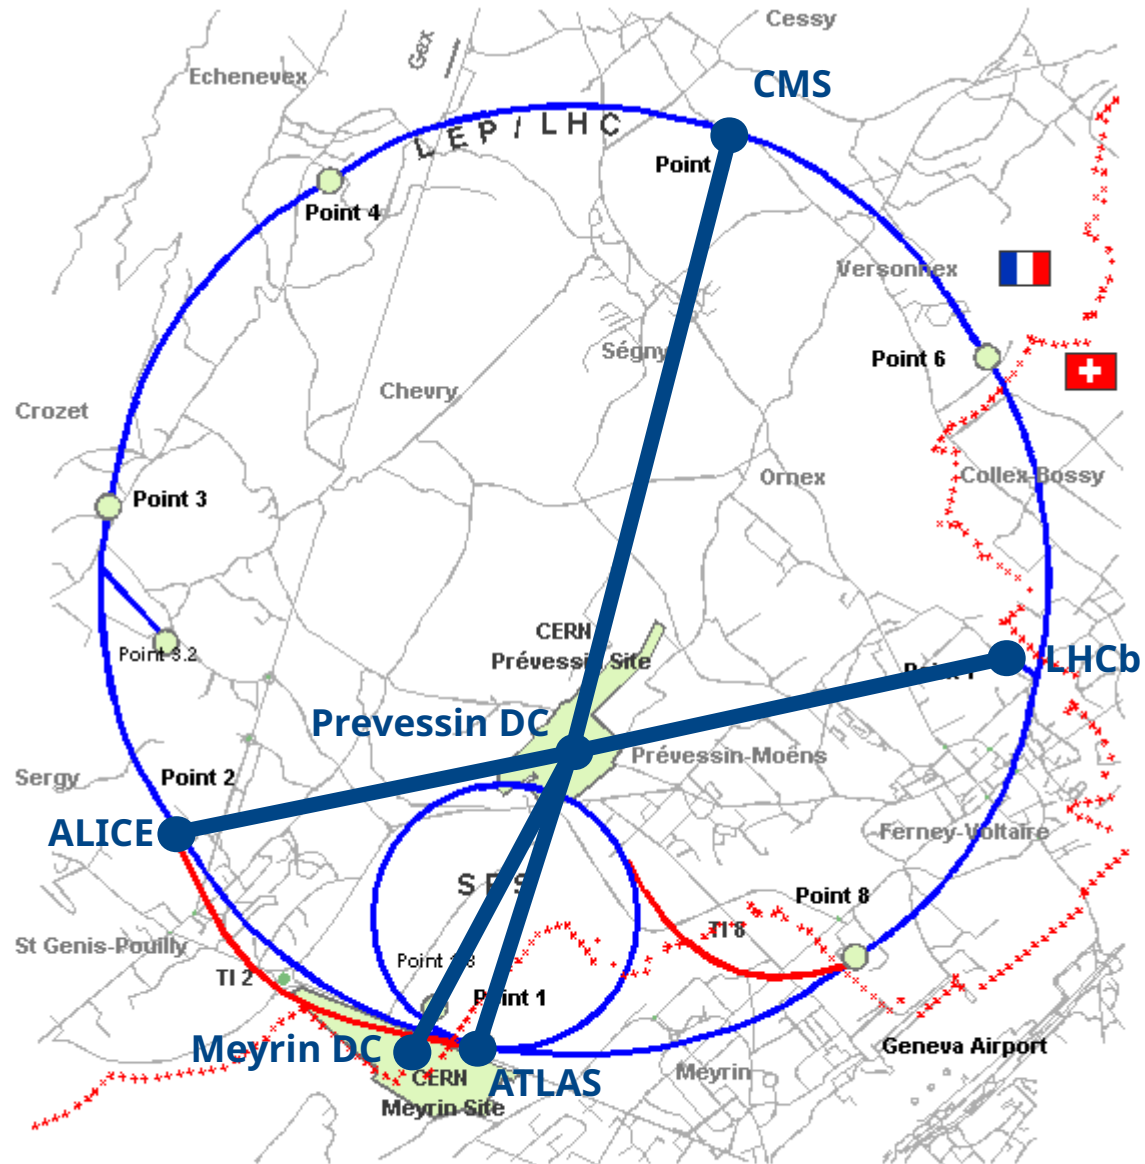 Cessy
Gex
Echenevex
CMS
LEP / LHC
Point
Point 4
Versonnex
Ségny
Point 6
Chevry
Crozet
Ornex
Collex-Bossy
Point 3
CERN
Prévessin Site
Point 3.2
LHCb
Prevessin DC
Prévessin-Moëns
Sergy
Point 2
ALICE
Ferney-Voltaire
SPS
Point 8
TI 8
St Genis-Pouilly
Point
TI 2
Point 1
Meyrin DC
Geneva Airport
ATLAS
Meyrin
CERN
Meyrin Site